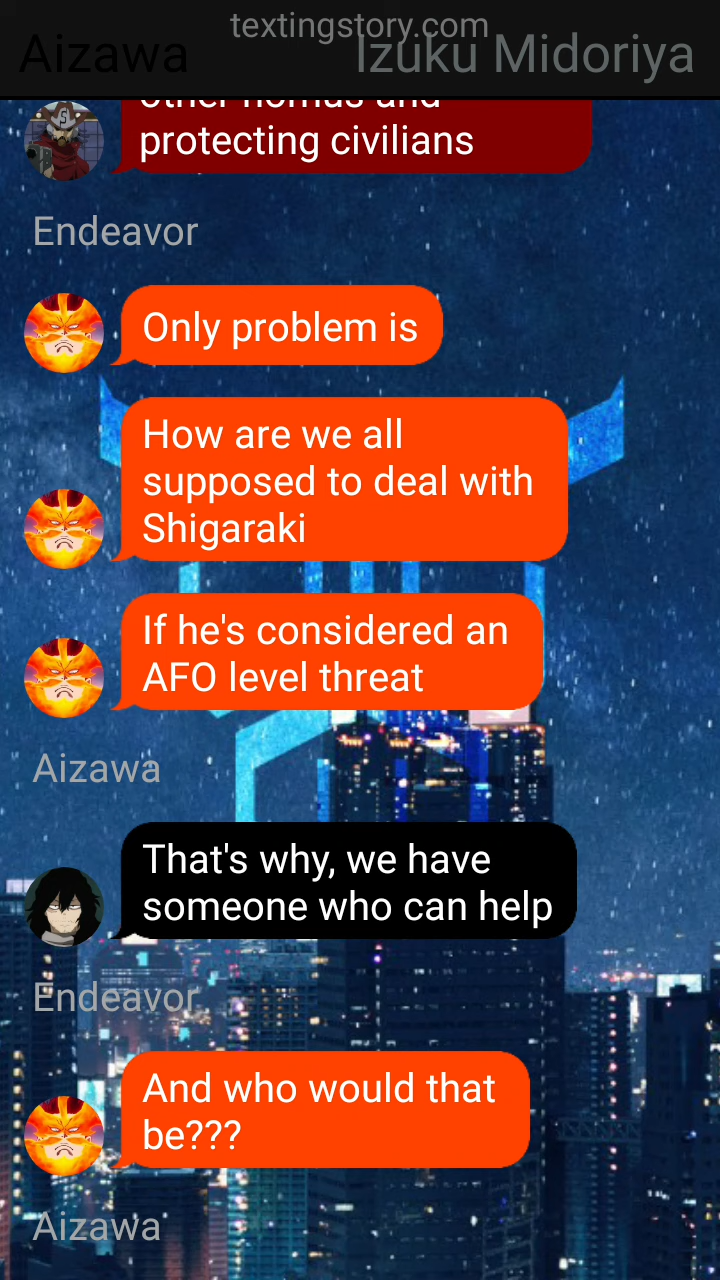 textingstory.com
Aizawa Izuku Midoriya
other nomus and
protecting civilians
Endeavor
Only problem is
How are we all
supposed to deal with
Shigaraki
If he's considered an
AFO level threat
Aizawa
That's why, we have
someone who can help
Endeavor
And who would that
be???
Aizawa